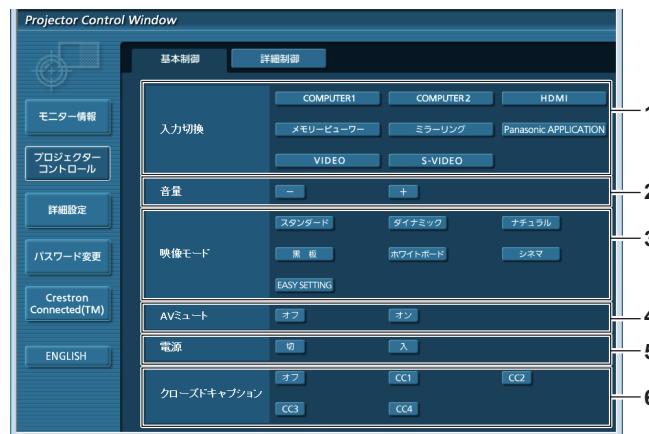 Projector Control Window
基本制御 詳細制御
モニター情報
プロジェクター
コントロール
詳細設定
パスワード変更
Crestron
Connected(TM)
ENGLISH
入力切換
COMPUTER1 COMPUTER2 HDMI
メモリービューワー ミラーリング Panasonic APPLICATION
VIDEO S-VIDEO
音量
- +
映像モード
スタンダード ダイナミック ナチュラル
黒 板 ホワイトボード シネマ
EASY SETTING
AVミュート
オフ オン
電源
切 入
クローズドキャプション
オフ CC1 CC2
CC3 CC4
1
2
3
4
5
6